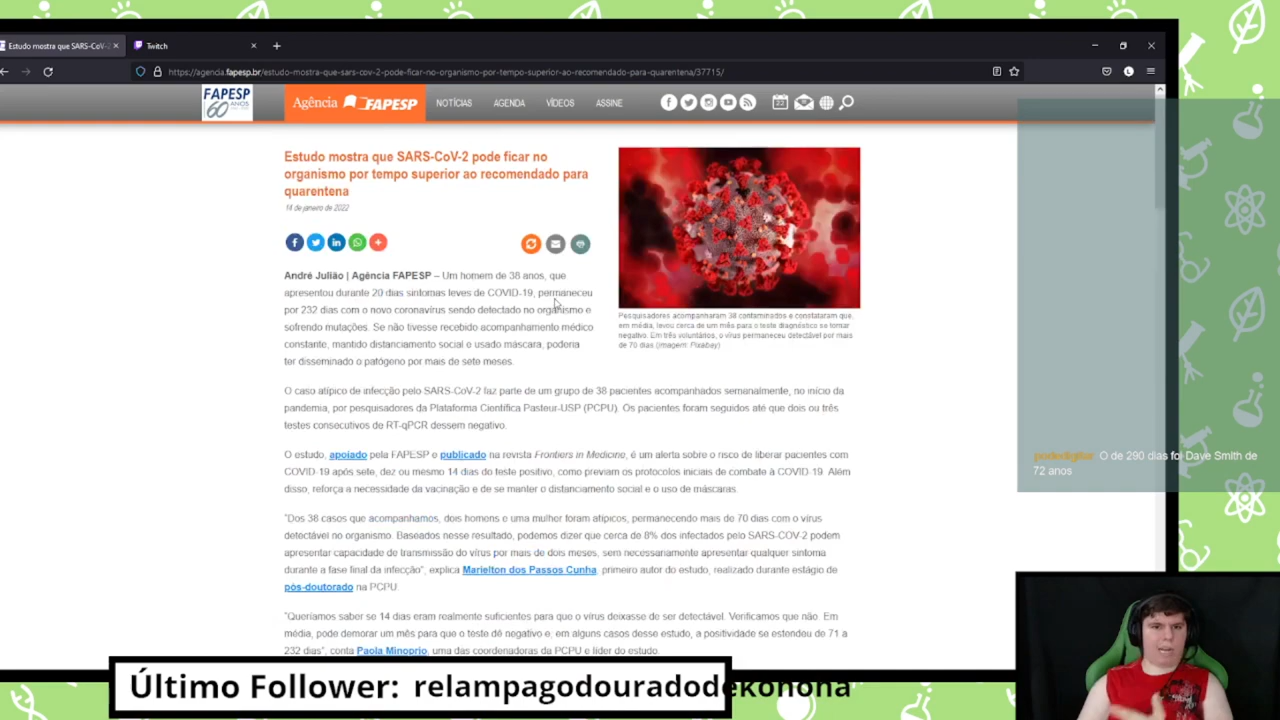 Estudo mostra que SARS-CoV-2
Twitch
https://agencia.fapesp.br/estudo-mostra-que-sars-cov-2-pode-ficar-no-organismo-por-tempo-superior-ao-recomendado-para-quarentena/37715/
FAPESP
60 ANOS
Agência FAPESP
NOTÍCIAS AGENDA VÍDEOS ASSINE
Estudo mostra que SARS-CoV-2 pode ficar no
organismo por tempo superior ao recomendado para
quarentena
14 de janeiro de 2022
André Julião | Agência FAPESP – Um homem de 38 anos, que
apresentou durante 20 dias sintomas leves de COVID-19, permaneceu
por 232 dias com o novo coronavírus sendo detectado no organismo e
sofrendo mutações. Se não tivesse recebido acompanhamento médico
constante, mantido distanciamento social e usado máscara, poderia
ter disseminado o patógeno por mais de sete meses.
Pesquisadores acompanharam 38 contaminados e constataram que,
em média, levou cerca de um mês para o teste diagnóstico se tornar
negativo. Em três voluntários, o vírus permaneceu detectável por mais
de 70 dias (imagem: Pixabay)
O caso atípico de infecção pelo SARS-CoV-2 faz parte de um grupo de 38 pacientes acompanhados semanalmente, no início da
pandemia, por pesquisadores da Plataforma Científica Pasteur-USP (PCPU). Os pacientes foram seguidos até que dois ou três
testes consecutivos de RT-qPCR dessem negativo.
O estudo, apoiado pela FAPESP e publicado na revista Frontiers in Medicine, é um alerta sobre o risco de liberar pacientes com
COVID-19 após sete, dez ou mesmo 14 dias do teste positivo, como previam os protocolos iniciais de combate à COVID-19. Além
disso, reforça a necessidade da vacinação e de se manter o distanciamento social e o uso de máscaras.
"Dos 38 casos que acompanhamos, dois homens e uma mulher foram atípicos, permanecendo mais de 70 dias com o vírus
detectável no organismo. Baseados nesse resultado, podemos dizer que cerca de 8% dos infectados pelo SARS-COV-2 podem
apresentar capacidade de transmissão do vírus por mais de dois meses, sem necessariamente apresentar qualquer sintoma
durante a fase final da infecção", explica Marielton dos Passos Cunha, primeiro autor do estudo, realizado durante estágio de
pós-doutorado na PCPU.
"Queríamos saber se 14 dias eram realmente suficientes para que o vírus deixasse de ser detectável. Verificamos que não. Em
média, pode demorar um mês para que o teste dê negativo e, em alguns casos desse estudo, a positividade se estendeu de 71 a
232 dias", conta Paola Minoprio, uma das coordenadoras da PCPU e líder do estudo.
O de 290 dias foi Dave Smith de
72 anos
Último Follower: relampagodouradodekonoha